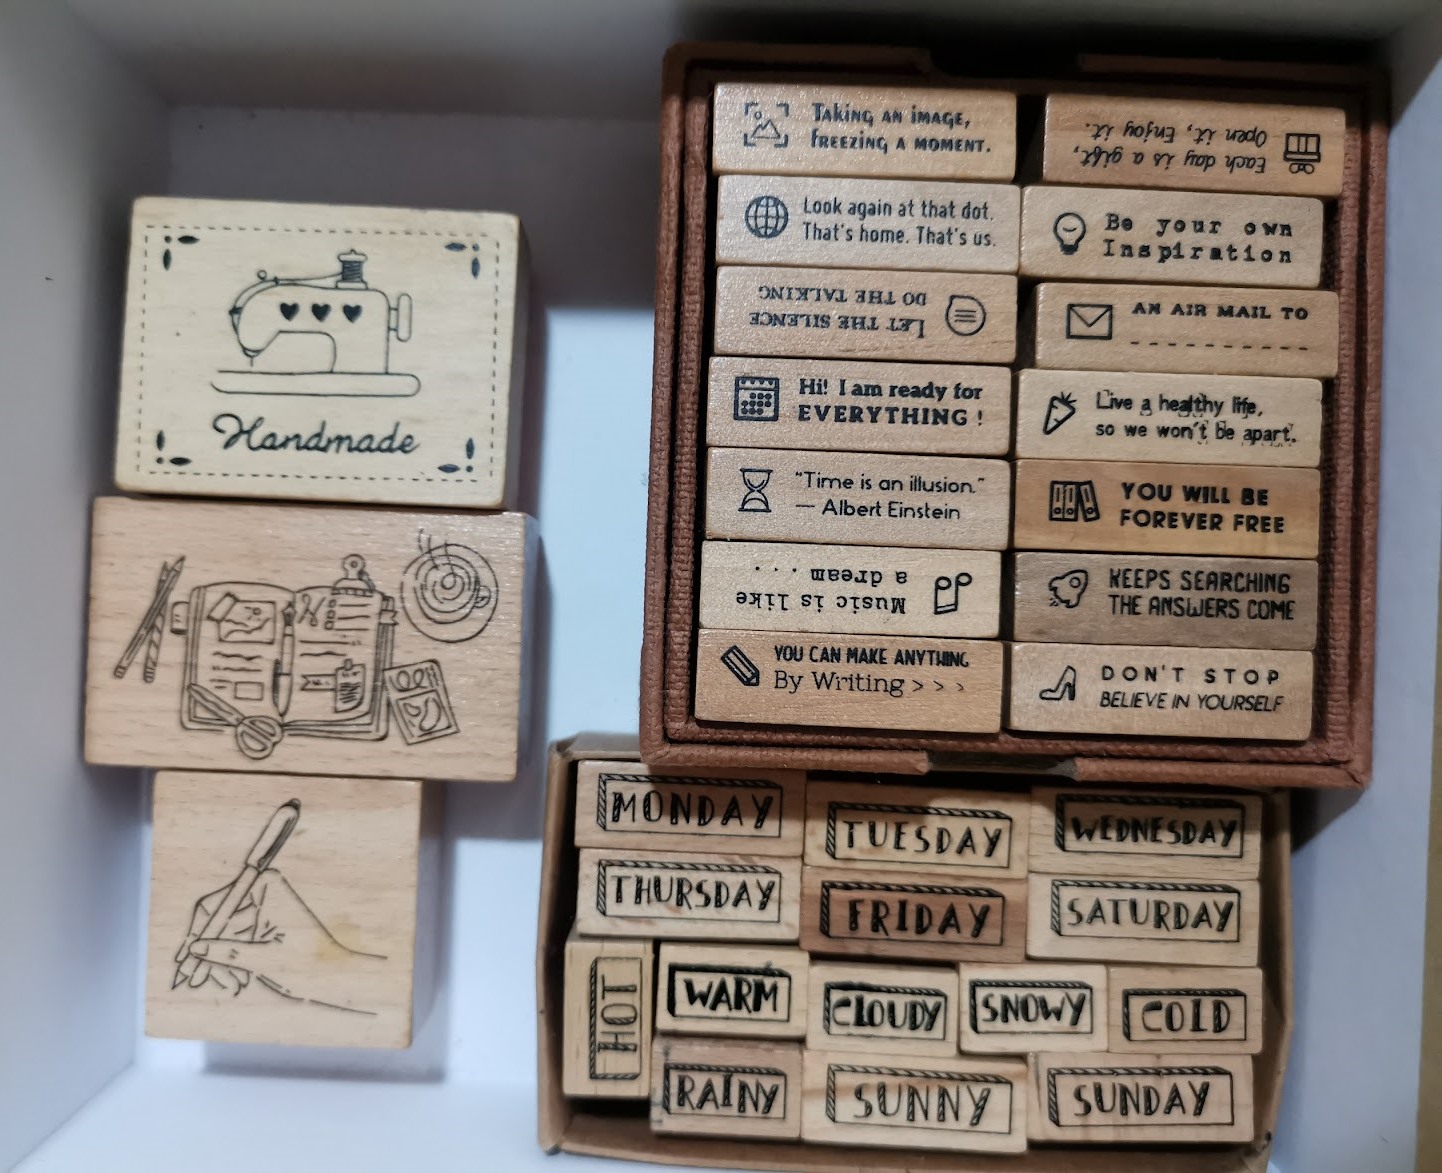 Handmade
Taking an image,
freezing a moment.
Each day is a gift,
Open it, Enjoy it.
Look again at that dot.
That's home. That's us.
Be your own
Inspiration
LET THE SILENCE
DO THE TALKING
AN AIR MAIL TO
Hi! I am ready for
EVERYTHING !
Live a healthy life,
so we won't be apart.
"Time is an illusion."
— Albert Einstein
YOU WILL BE
FOREVER FREE
Music is like
a dream ...
KEEPS SEARCHING
THE ANSWERS COME
YOU CAN MAKE ANYTHING
By Writing > > >
DON'T STOP
BELIEVE IN YOURSELF
MONDAY
TUESDAY
WEDNESDAY
THURSDAY
FRIDAY
SATURDAY
HOT
WARM
CLOUDY
SNOWY
COLD
RAINY
SUNNY
SUNDAY